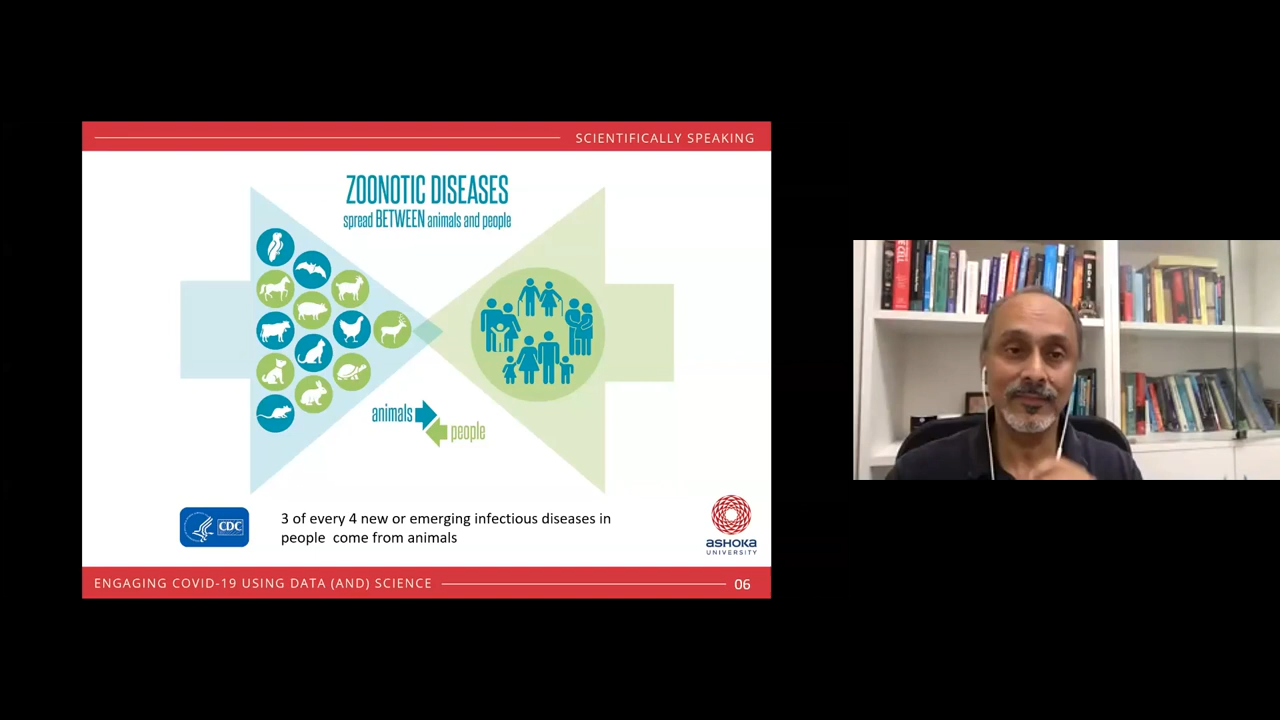 SCIENTIFICALLY SPEAKING
ZOONOTIC DISEASES
spread BETWEEN animals and people
animals
people
CDC
3 of every 4 new or emerging infectious diseases in
people come from animals
ASHOKA
UNIVERSITY
ENGAGING COVID-19 USING DATA (AND) SCIENCE
06